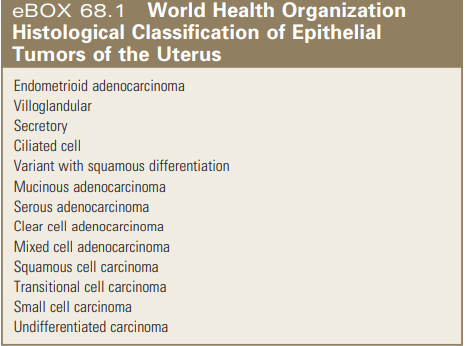 eBOX 68.1 World Health Organization
Histological Classification of Epithelial
Tumors of the Uterus
Endometrioid adenocarcinoma
Villoglandular
Secretory
Ciliated cell
Variant with squamous differentiation
Mucinous adenocarcinoma
Serous adenocarcinoma
Clear cell adenocarcinoma
Mixed cell adenocarcinoma
Squamous cell carcinoma
Transitional cell carcinoma
Small cell carcinoma
Undifferentiated carcinoma